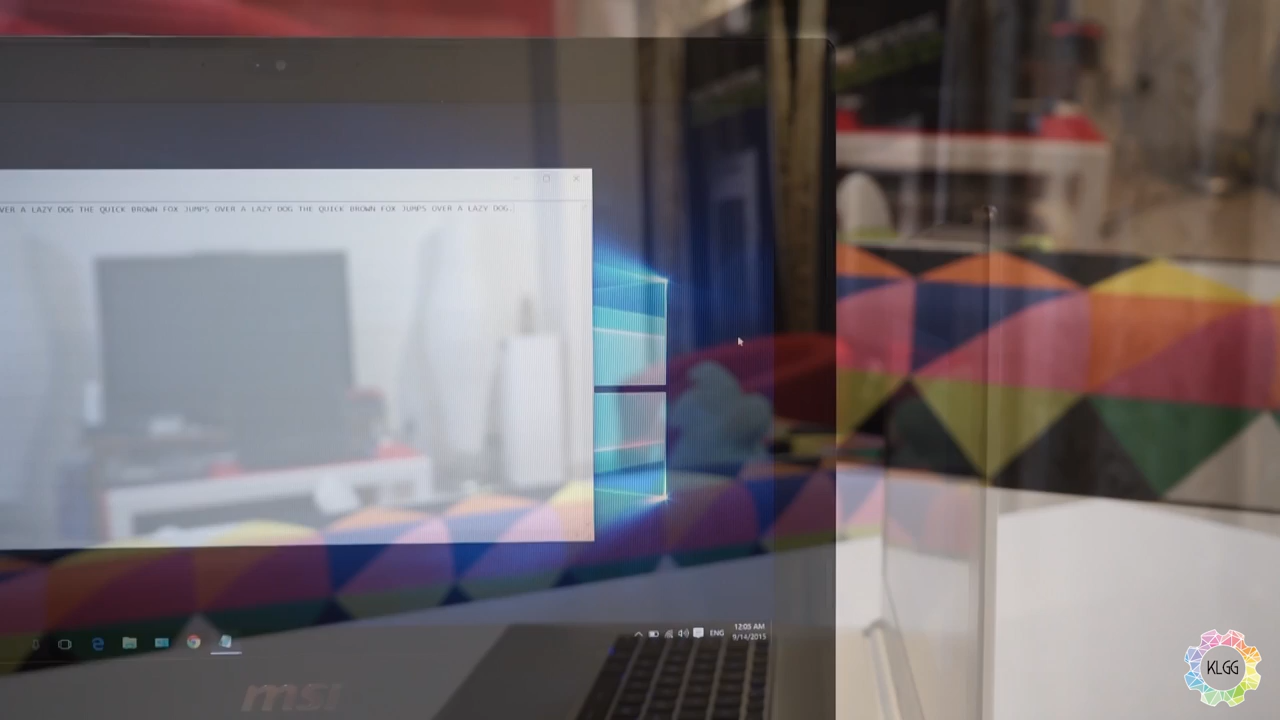 VER A LAZY DOG THE QUICK BROWN FOX JUMPS OVER A LAZY DOG THE QUICK BROWN FOX JUMPS OVER A LAZY DOG.
ENG
12:05 AM
9/14/2015
msi
KLGG